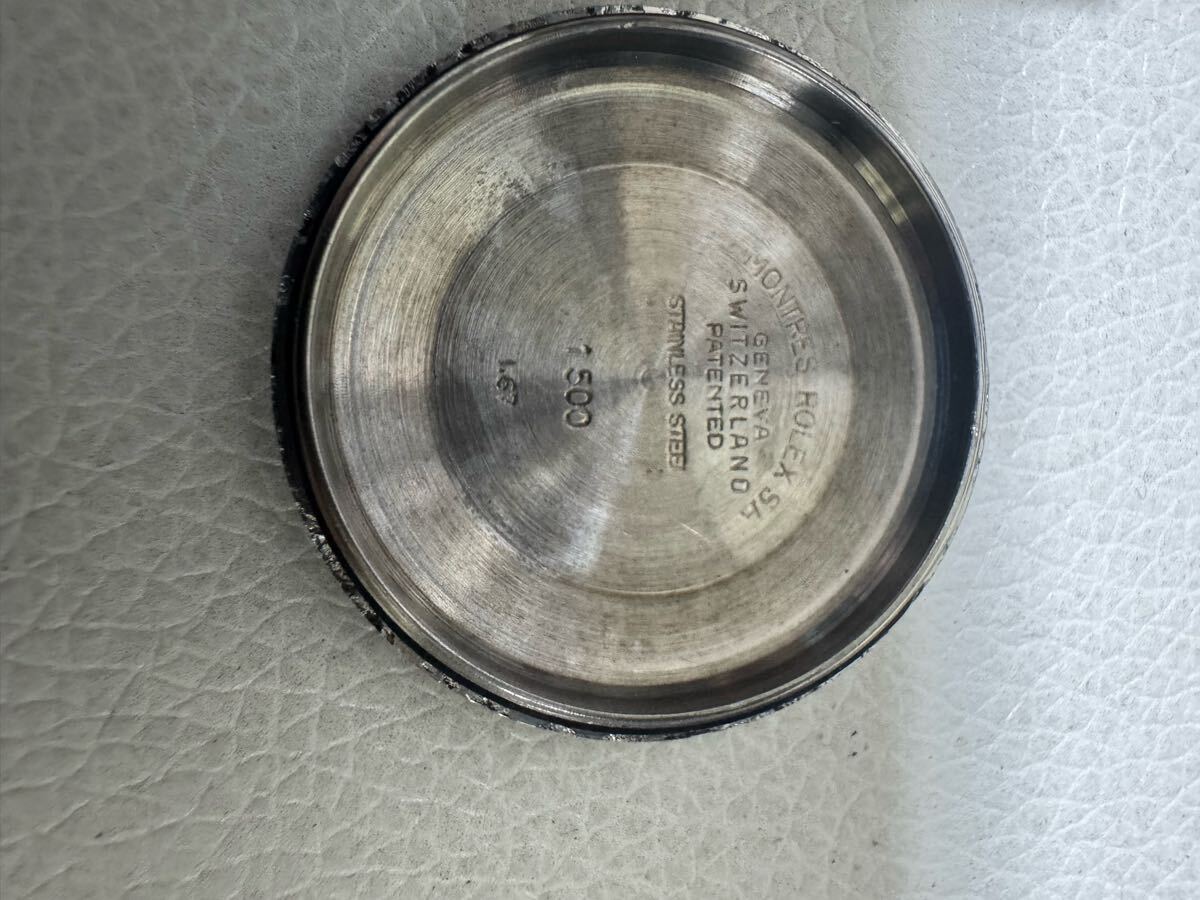 MONTRES ROLEX SA
GENEVA
SWITZERLAND
PATENTED
STAINLESS STEEL
1500
I.67